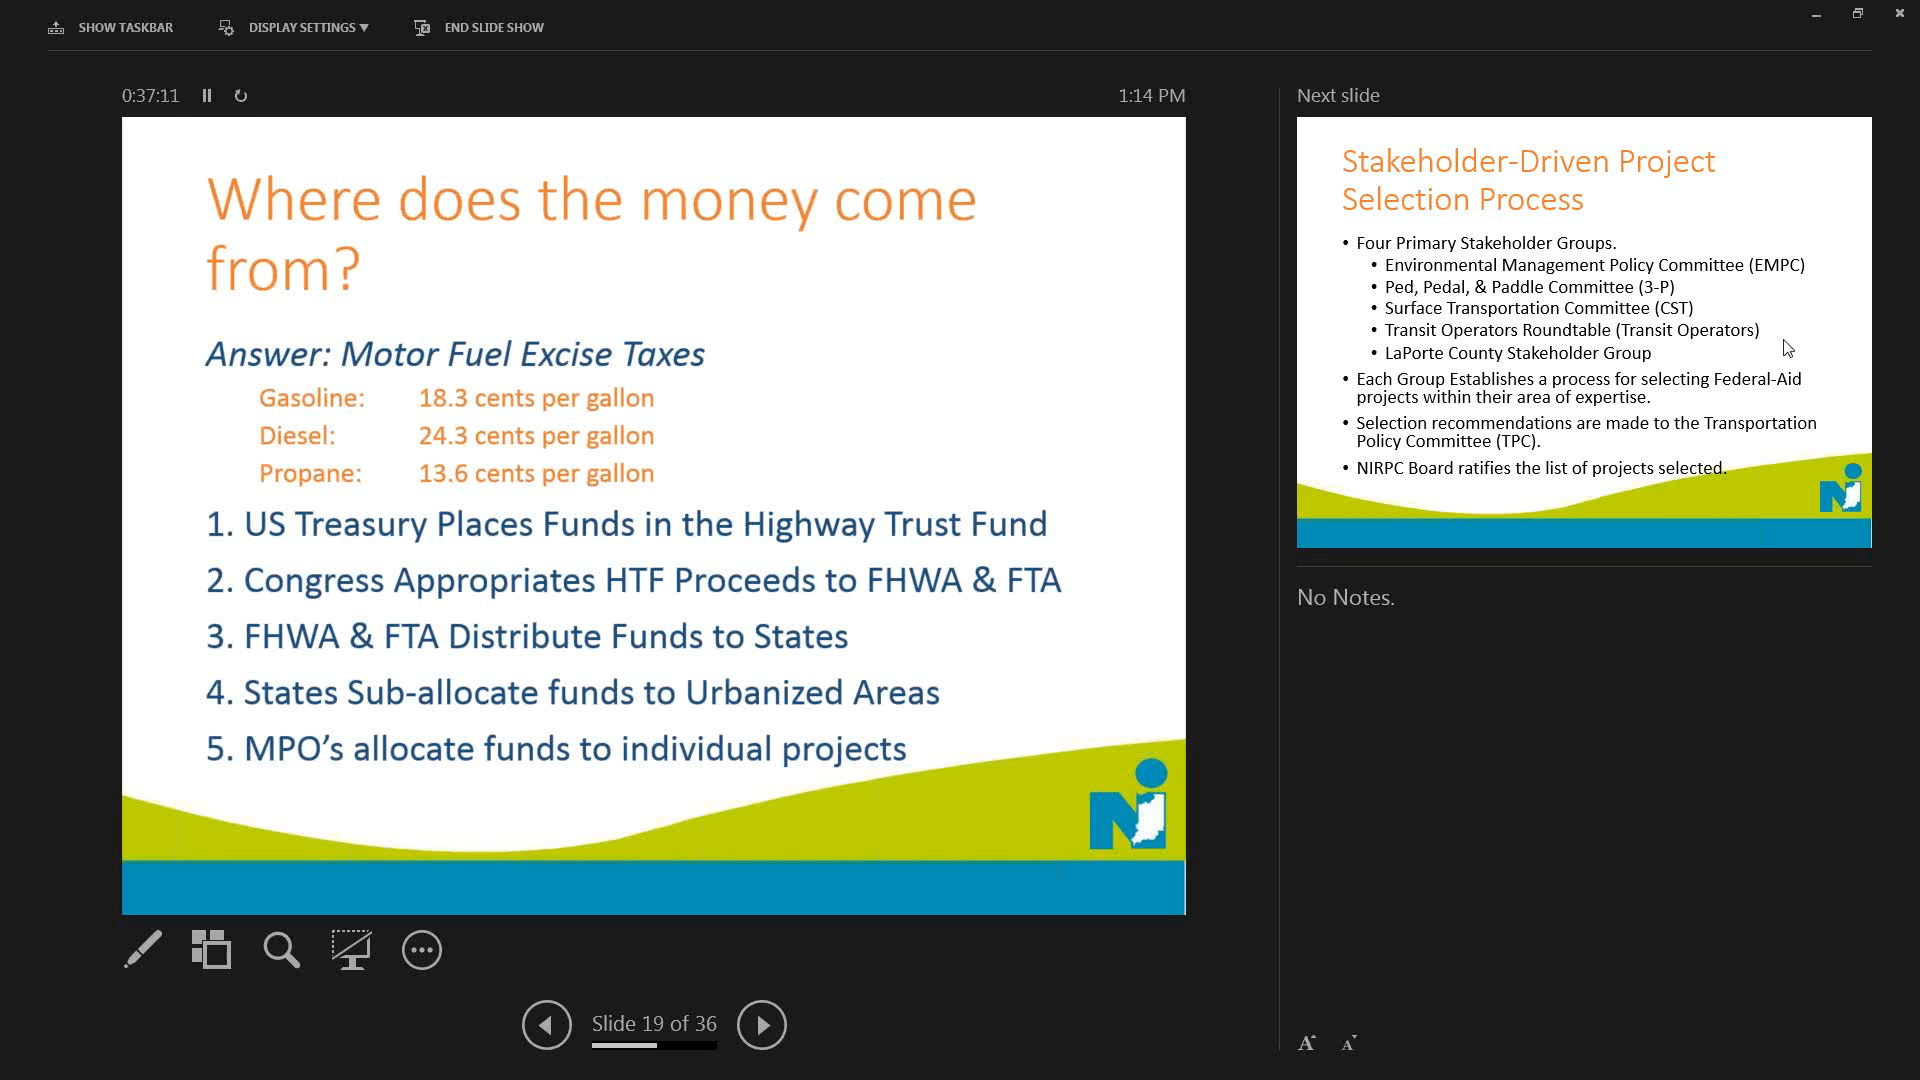 SHOW TASKBAR
DISPLAY SETTINGS
END SLIDE SHOW
0:37:11
1:14 PM
Where does the money come
from?
Answer: Motor Fuel Excise Taxes
Gasoline: 18.3 cents per gallon
Diesel: 24.3 cents per gallon
Propane: 13.6 cents per gallon
1. US Treasury Places Funds in the Highway Trust Fund
2. Congress Appropriates HTF Proceeds to FHWA & FTA
3. FHWA & FTA Distribute Funds to States
4. States Sub-allocate funds to Urbanized Areas
5. MPO’s allocate funds to individual projects
Ni
Slide 19 of 36
Next slide
Stakeholder-Driven Project
Selection Process
• Four Primary Stakeholder Groups.
• Environmental Management Policy Committee (EMPC)
• Ped, Pedal, & Paddle Committee (3-P)
• Surface Transportation Committee (CST)
• Transit Operators Roundtable (Transit Operators)
• LaPorte County Stakeholder Group
• Each Group Establishes a process for selecting Federal-Aid
projects within their area of expertise.
• Selection recommendations are made to the Transportation
Policy Committee (TPC).
• NIRPC Board ratifies the list of projects selected.
Ni
No Notes.
A A